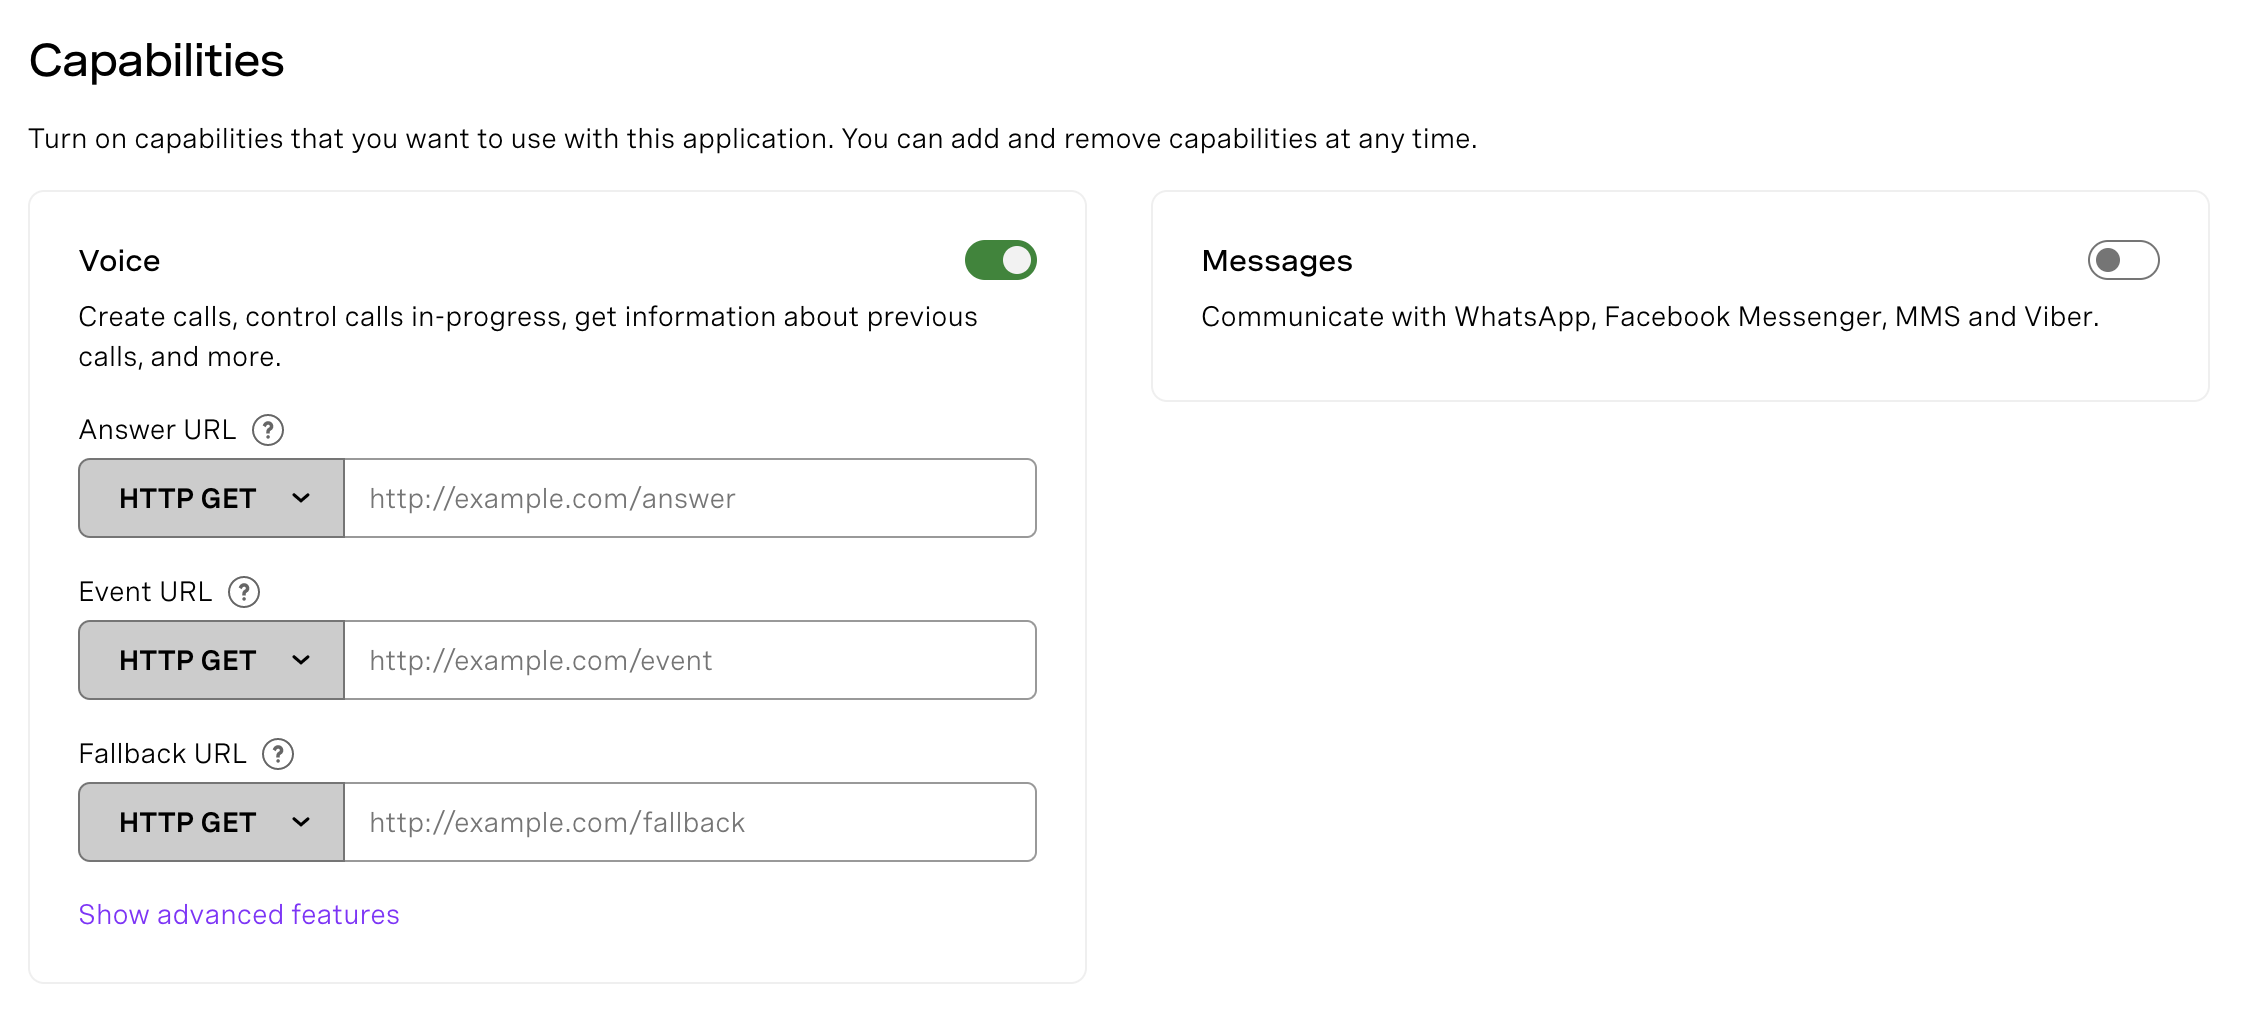 Capabilities
Turn on capabilities that you want to use with this application. You can add and remove capabilities at any time.
Voice
Create calls, control calls in-progress, get information about previous
calls, and more.
Answer URL ?
HTTP GET http://example.com/answer
Event URL ?
HTTP GET http://example.com/event
Fallback URL ?
HTTP GET http://example.com/fallback
Show advanced features
Messages
Communicate with WhatsApp, Facebook Messenger, MMS and Viber.